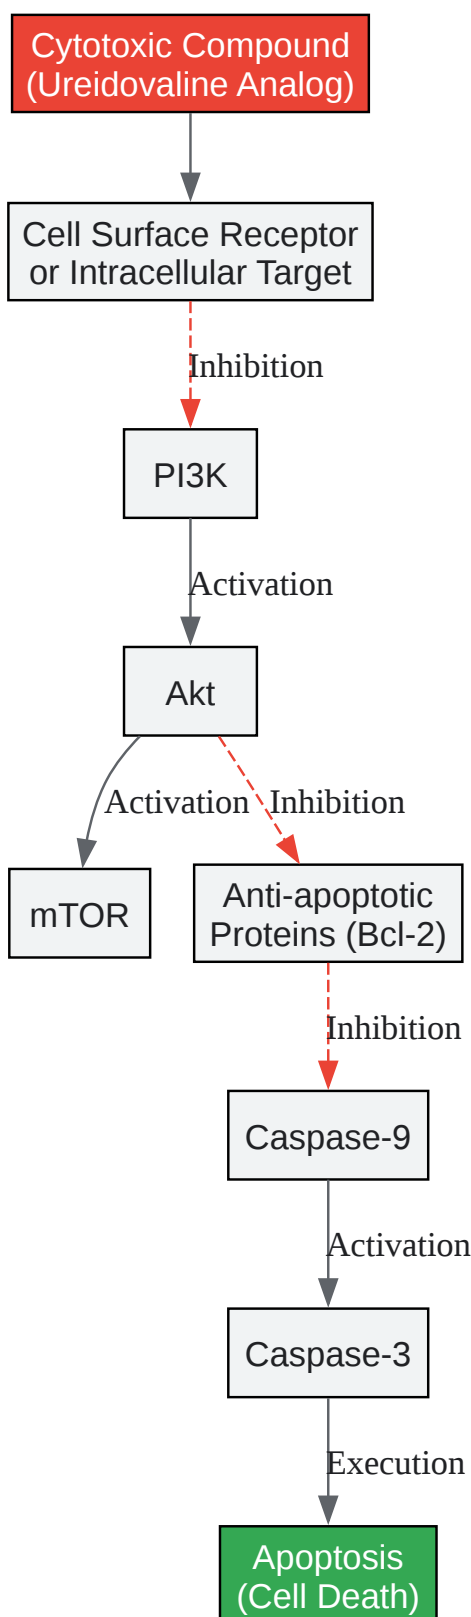 Cytotoxic Compound
(Ureidovaline Analog)
Cell Surface Receptor
or Intracellular Target
Inhibition
PI3K
Activation
Akt
Activation
Inhibition
mTOR
Anti-apoptotic
Proteins (Bcl-2)
Inhibition
Caspase-9
Activation
Caspase-3
Execution
Apoptosis
(Cell Death)